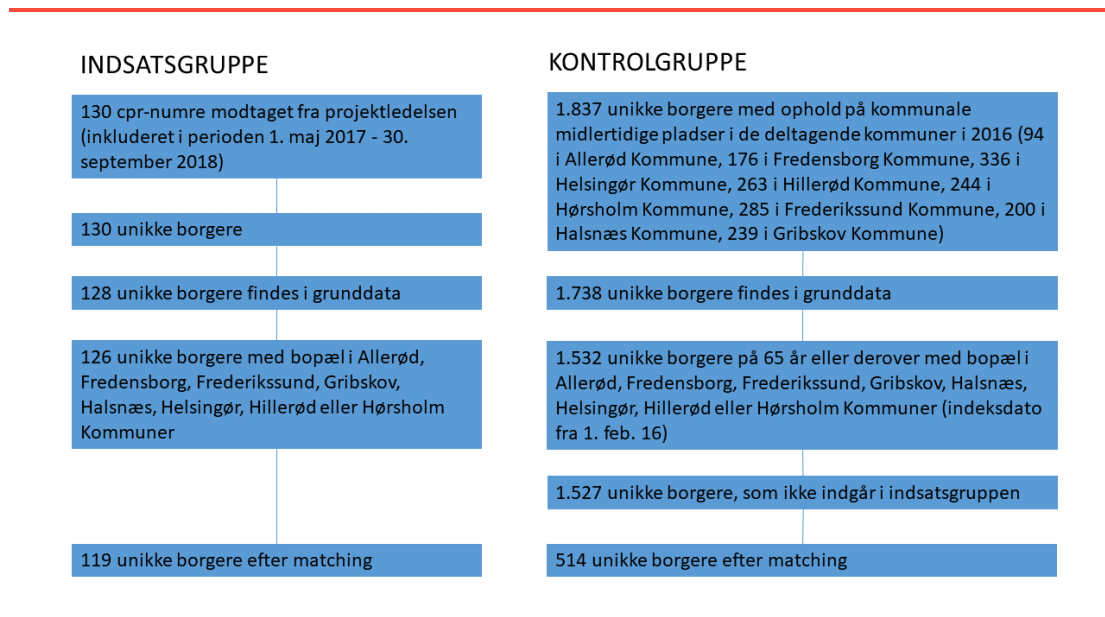 INDSATSGRUPPE
130 cpr-numre modtaget fra projektledelsen
(inkluderet i perioden 1. maj 2017 - 30.
september 2018)
130 unikke borgere
128 unikke borgere findes i grunddata
126 unikke borgere med bopæl i Allerød,
Fredensborg, Frederikssund, Gribskov,
Halsnæs, Helsingør, Hillerød eller Hørsholm
Kommuner
119 unikke borgere efter matching
KONTROLGRUPPE
1.837 unikke borgere med ophold på kommunale
midlertidige pladser i de deltagende kommuner i 2016 (94
i Allerød Kommune, 176 i Fredensborg Kommune, 336 i
Helsingør Kommune, 263 i Hillerød Kommune, 244 i
Hørsholm Kommune, 285 i Frederikssund Kommune, 200 i
Halsnæs Kommune, 239 i Gribskov Kommune)
1.738 unikke borgere findes i grunddata
1.532 unikke borgere på 65 år eller derover med bopæl i
Allerød, Fredensborg, Frederikssund, Gribskov, Halsnæs,
Helsingør, Hillerød eller Hørsholm Kommuner (indeksdato
fra 1. feb. 16)
1.527 unikke borgere, som ikke indgår i indsatsgruppen
514 unikke borgere efter matching